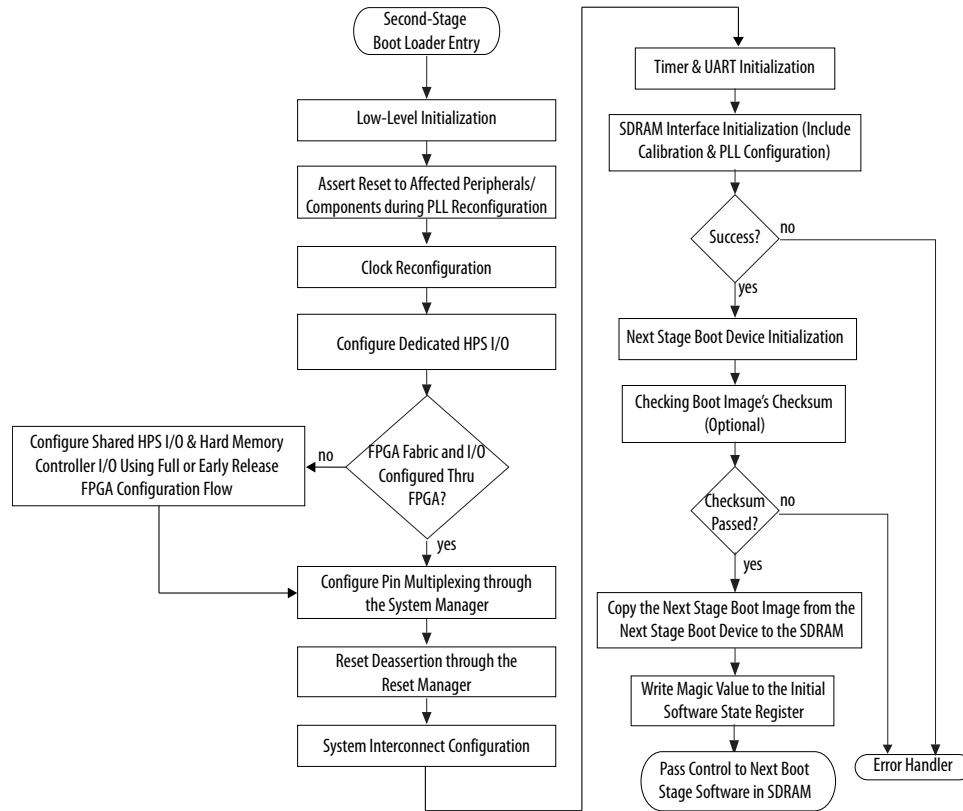 Second-Stage
Boot Loader Entry
Low-Level Initialization
Assert Reset to Affected Peripherals/
Components during PLL Reconfiguration
Clock Reconfiguration
Configure Dedicated HPS I/O
FPGA Fabric and I/O
Configured Thru
FPGA?
no
Configure Shared HPS I/O & Hard Memory
Controller I/O Using Full or Early Release
FPGA Configuration Flow
yes
Configure Pin Multiplexing through
the System Manager
Reset Deassertion through the
Reset Manager
System Interconnect Configuration
Timer & UART Initialization
SDRAM Interface Initialization (Include
Calibration & PLL Configuration)
Success?
no
yes
Next Stage Boot Device Initialization
Checking Boot Image's Checksum
(Optional)
Checksum
Passed?
no
yes
Copy the Next Stage Boot Image from the
Next Stage Boot Device to the SDRAM
Write Magic Value to the Initial
Software State Register
Pass Control to Next Boot
Stage Software in SDRAM
Error Handler